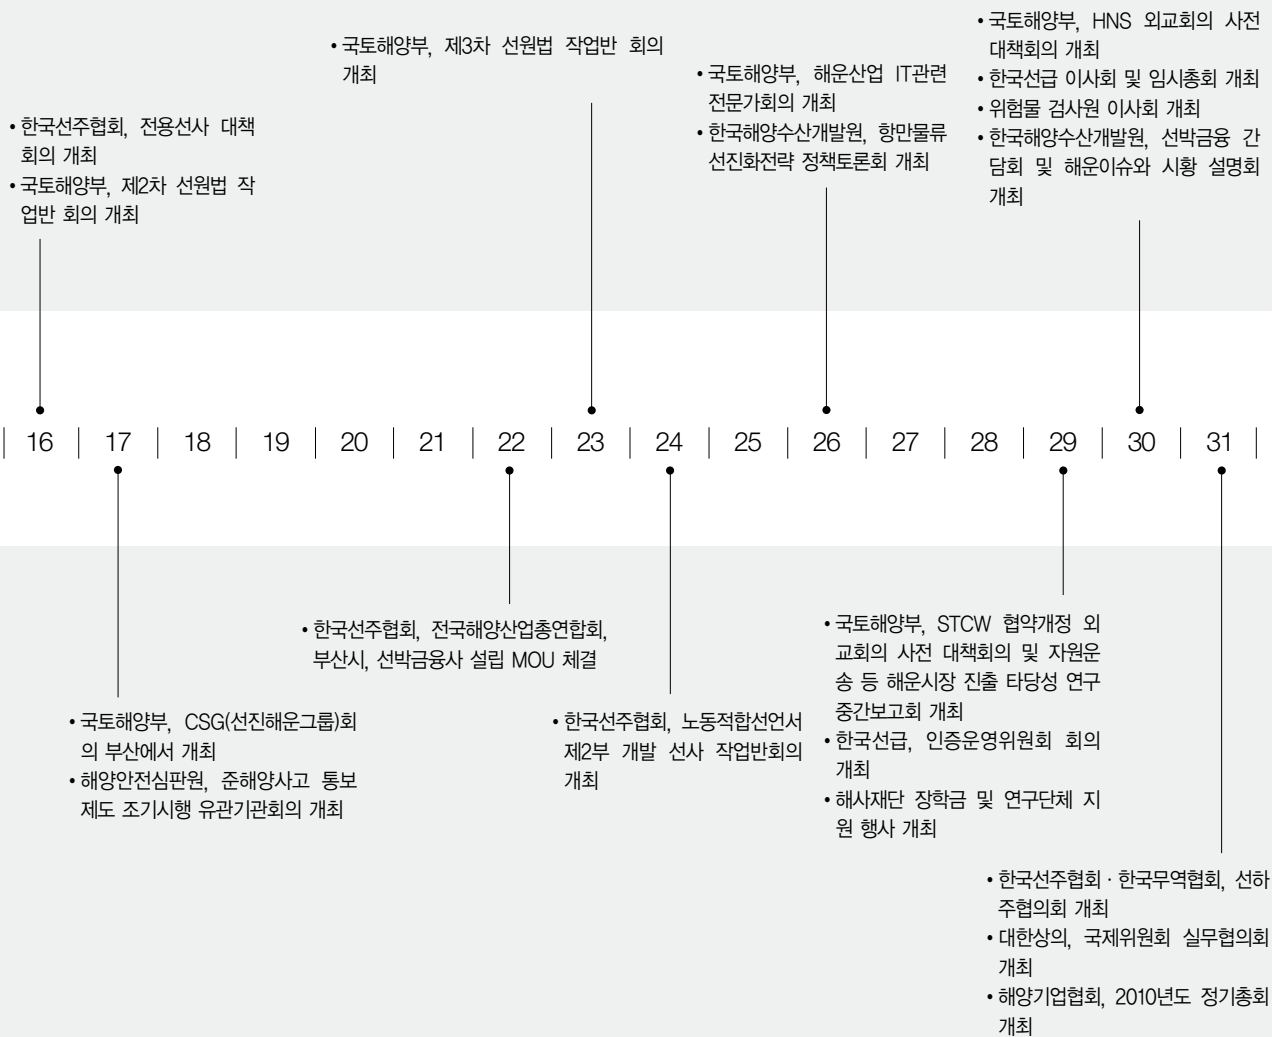 • 한국선주협회, 전용선사 대책
회의 개최
• 국토해양부, 제2차 선원법 작
업반 회의 개최
• 국토해양부, 제3차 선원법 작업반 회의
개최
• 국토해양부, 해운산업 IT관련
전문가회의 개최
• 한국해양수산개발원, 항만물류
선진화전략 정책토론회 개최
• 국토해양부, HNS 외교회의 사전
대책회의 개최
• 한국선급 이사회 및 임시총회 개최
• 위험물 검사원 이사회 개최
• 한국해양수산개발원, 선박금융 간
담회 및 해운이슈와 시황 설명회
개최
16 17 18 19 20 21 22 23 24 25 26 27 28 29 30 31
• 국토해양부, CSG(선진해운그룹)회
의 부산에서 개최
• 해양안전심판원, 준해양사고 통보
제도 조기시행 유관기관회의 개최
• 한국선주협회, 전국해양산업총연합회,
부산시, 선박금융사 설립 MOU 체결
• 한국선주협회, 노동적합선언서
제2부 개발 선사 작업반회의
개최
• 국토해양부, STCW 협약개정 외
교회의 사전 대책회의 및 자원운
송 등 해운시장 진출 타당성 연구
중간보고회 개최
• 한국선급, 인증운영위원회 회의
개최
• 해사재단 장학금 및 연구단체 지
원 행사 개최
• 한국선주협회 · 한국무역협회, 선하
주협의회 개최
• 대한상의, 국제위원회 실무협의회
개최
• 해양기업협회, 2010년도 정기총회
개최